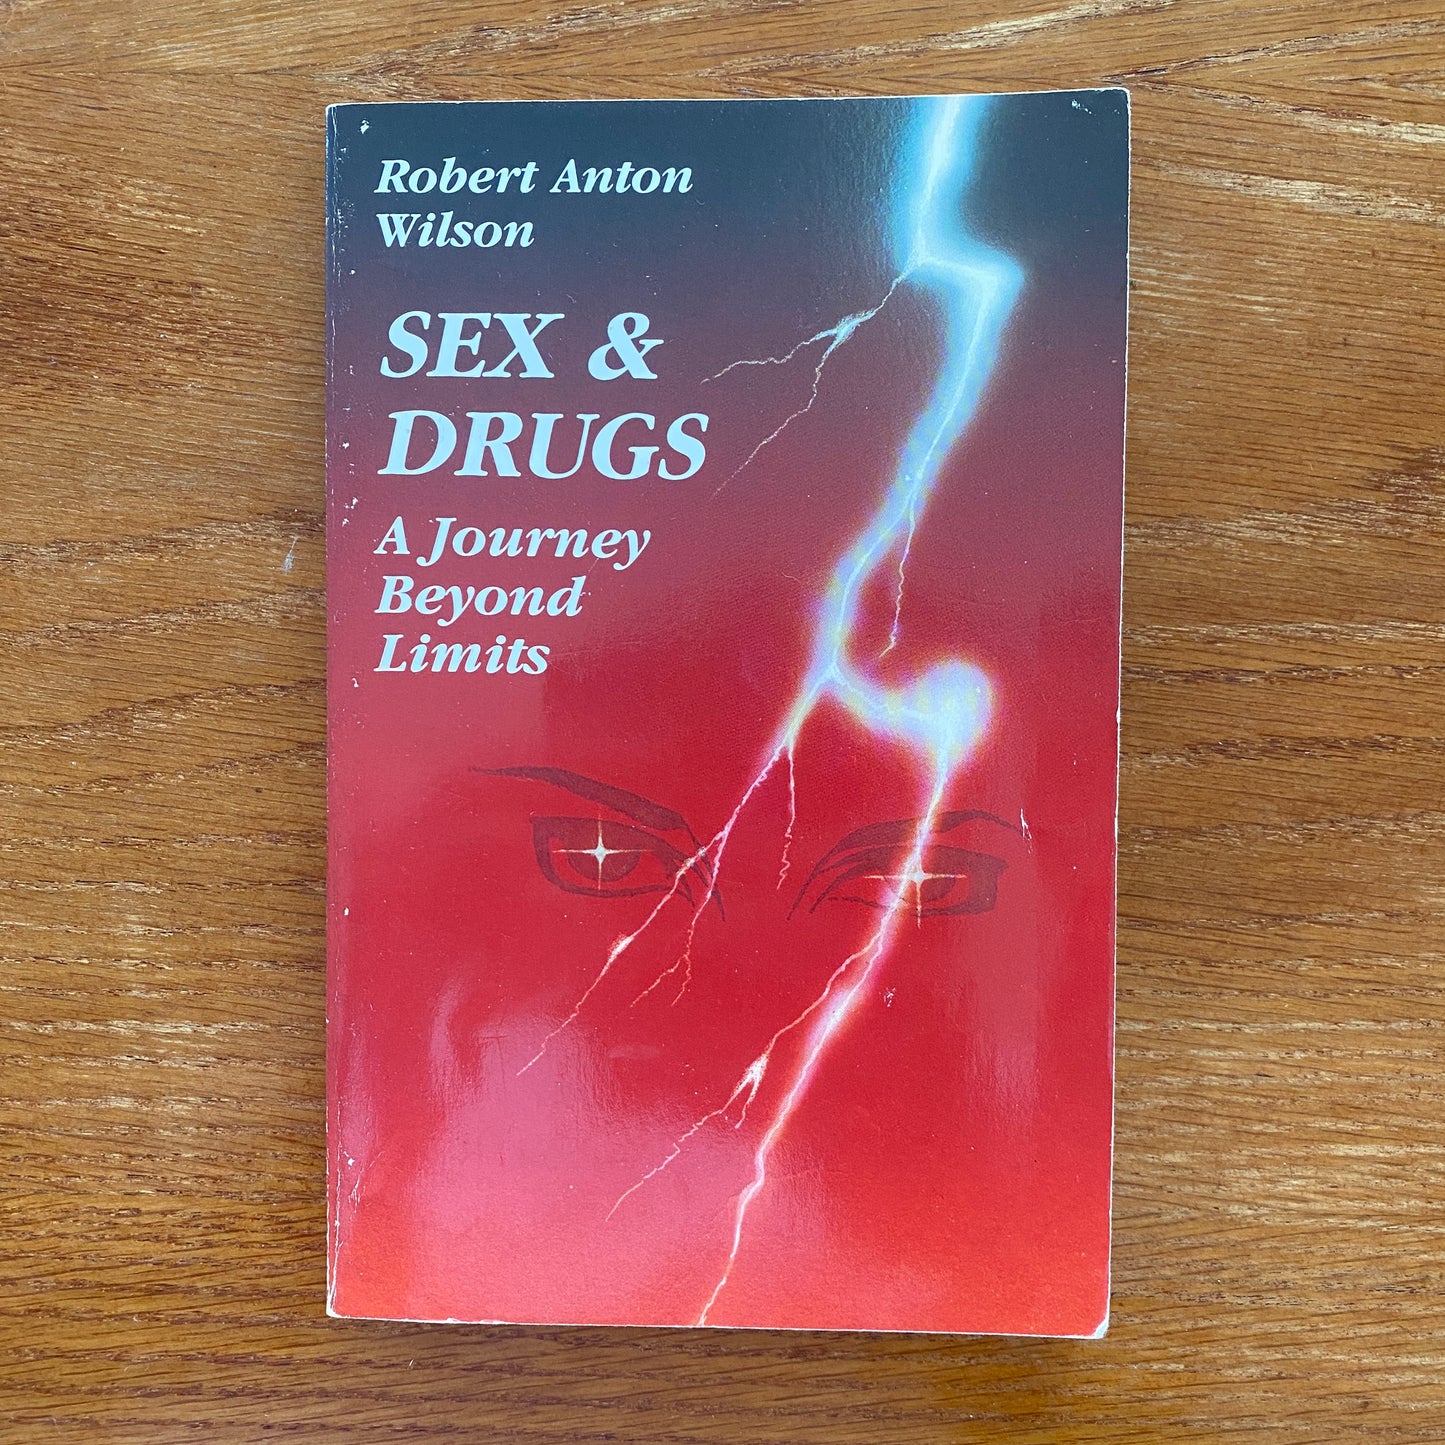 Robert Anton
Wilson
SEX &
DRUGS
A Journey
Beyond
Limits